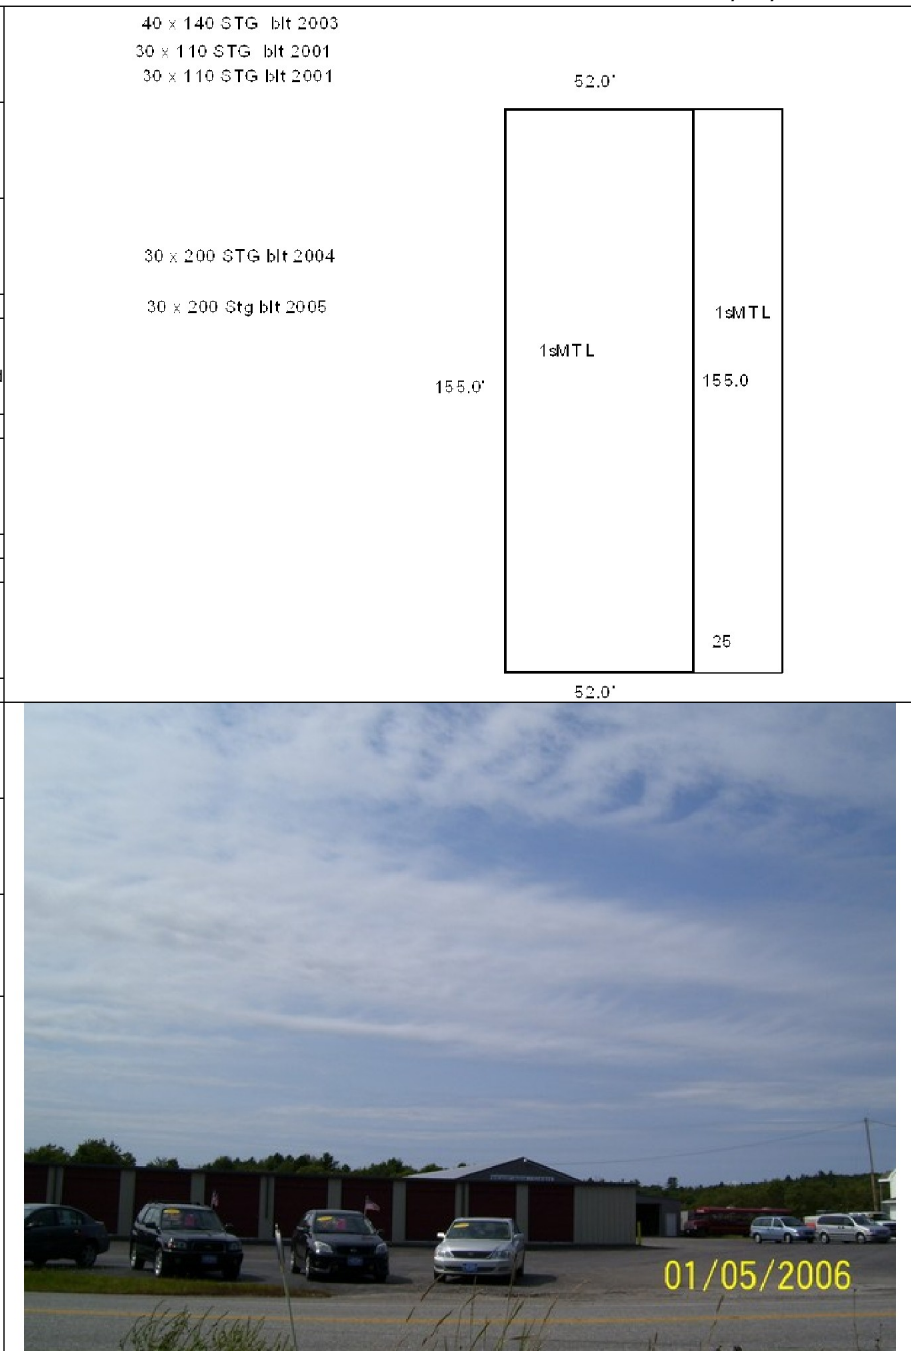 40 x 140 STG blt 2003
30 x 110 STG blt 2001
30 x 110 STG blt 2001
52.0'
30 x 200 STG blt 2004
30 x 200 Stg blt 2005
1sMTL
1sMTL
155.0'
155.0
25
52.0'
01/05/2006